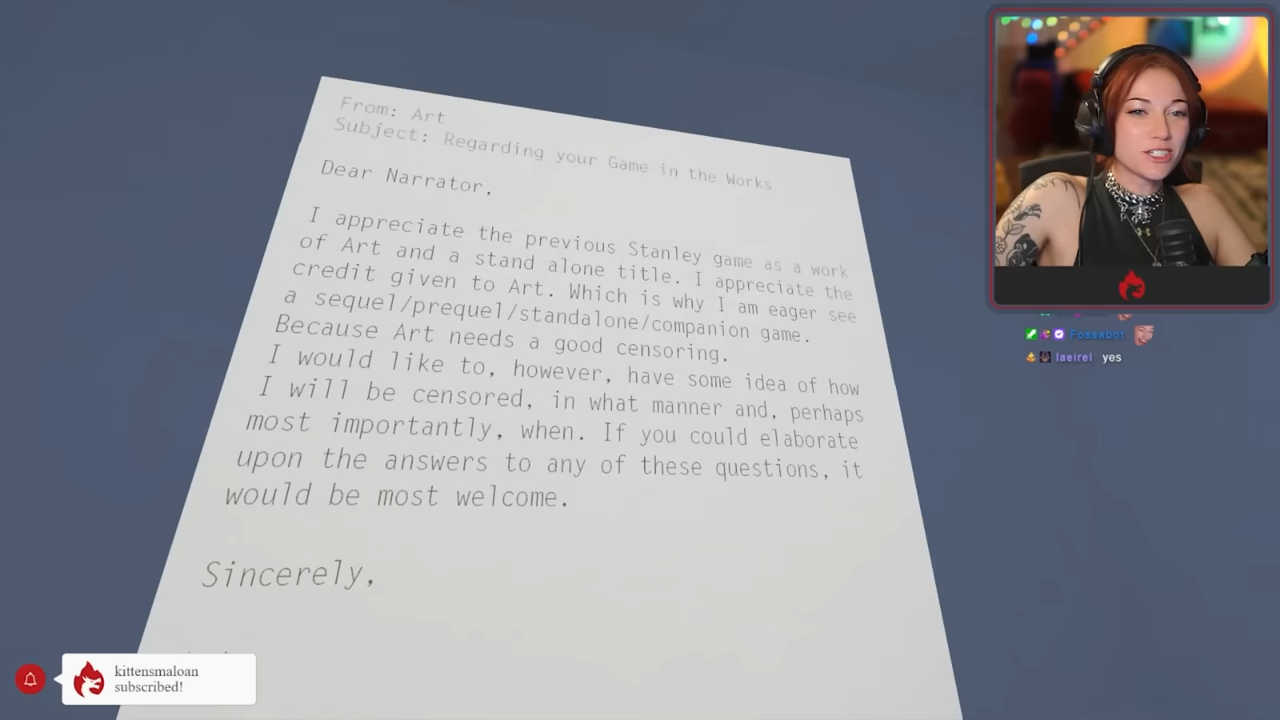 From: Art
Subject: Regarding your Game in the Works
Dear Narrator,
I appreciate the previous Stanley game as a work
of Art and a stand alone title. I appreciate the
credit given to Art. Which is why I am eager see
a sequel/prequel/standalone/companion game.
Because Art needs a good censoring.
I would like to, however, have some idea of how
I will be censored, in what manner and, perhaps
most importantly, when. If you could elaborate
upon the answers to any of these questions, it
would be most welcome.
Sincerely,
Fossabot
laeirel yes
kittensmaloan
subscribed!